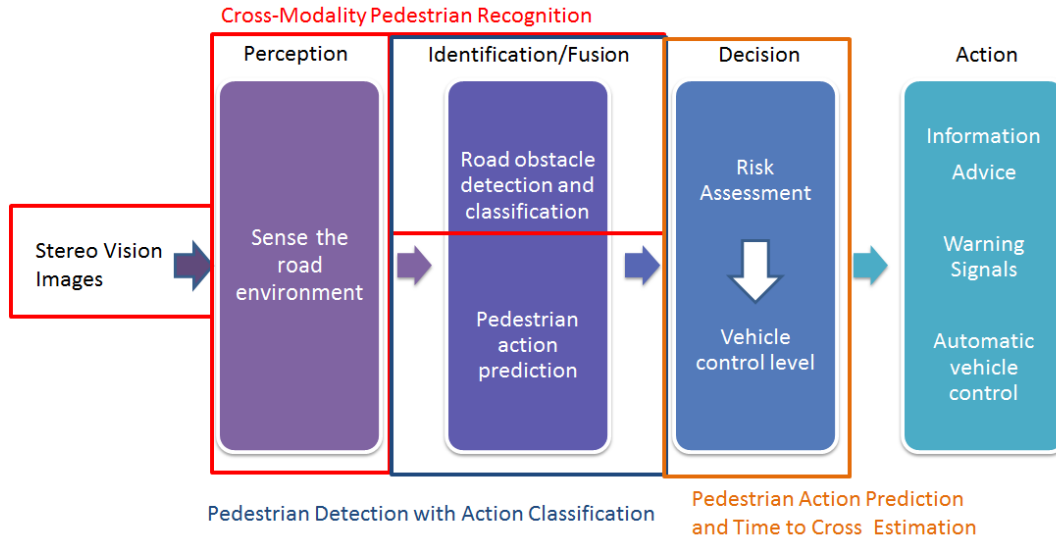 Cross-Modality Pedestrian Recognition
Perception
Identification/Fusion
Decision
Action
Stereo Vision
Images
Sense the
road
environment
Road obstacle
detection and
classification
Pedestrian
action
prediction
Risk
Assessment
Vehicle
control level
Information
Advice
Warning
Signals
Automatic
vehicle
control
Pedestrian Detection with Action Classification
Pedestrian Action Prediction
and Time to Cross Estimation